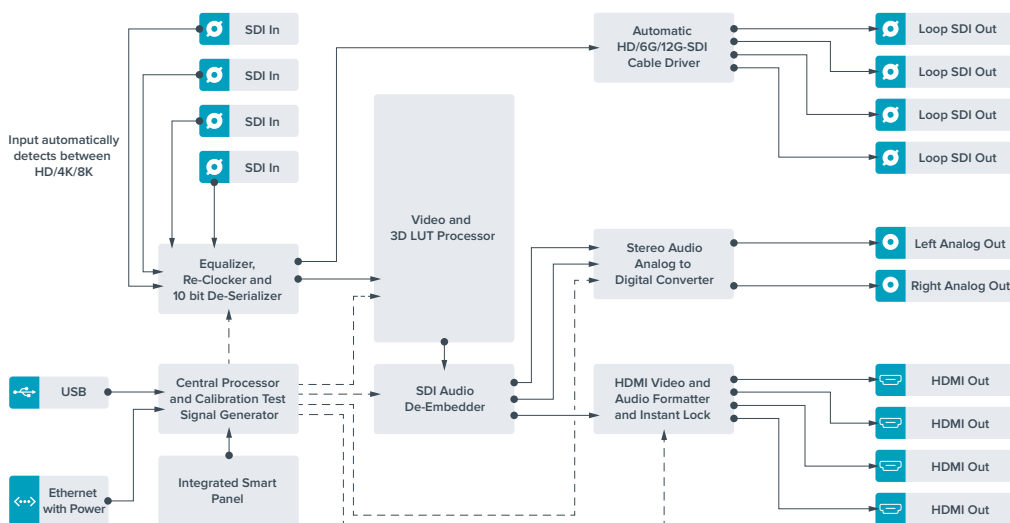 SDI In
SDI In
SDI In
SDI In
Input automatically
detects between
HD/4K/8K
Equalizer,
Re-Clocker and
10 bit De-Serializer
USB
Central Processor
and Calibration Test
Signal Generator
Ethernet
with Power
Integrated Smart
Panel
Video and
3D LUT Processor
SDI Audio
De-Embedder
Automatic
HD/6G/12G-SDI
Cable Driver
Stereo Audio
Analog to
Digital Converter
HDMI Video and
Audio Formatter
and Instant Lock
Loop SDI Out
Loop SDI Out
Loop SDI Out
Loop SDI Out
Left Analog Out
Right Analog Out
HDMI Out
HDMI Out
HDMI Out
HDMI Out